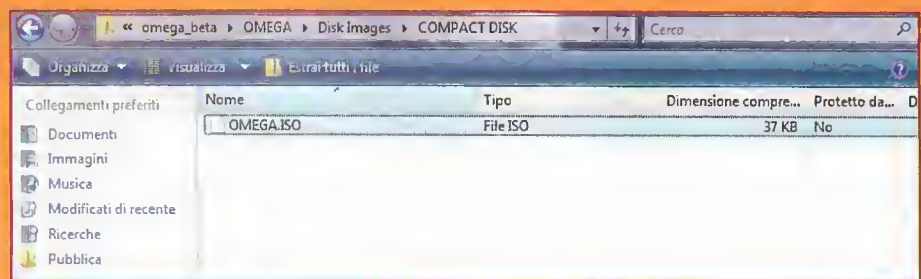 « omega_beta ▸ OMEGA ▸ Disk Images ▸ COMPACT DISK Cerca
Organizza Visualizza Estrai tutti i file
Collegamenti preferiti
Nome Tipo Dimensione compre... Protetto da... D
OMEGA.ISO File ISO 37 KB No
Documenti
Immagini
Musica
Modificati di recente
Ricerche
Pubblica